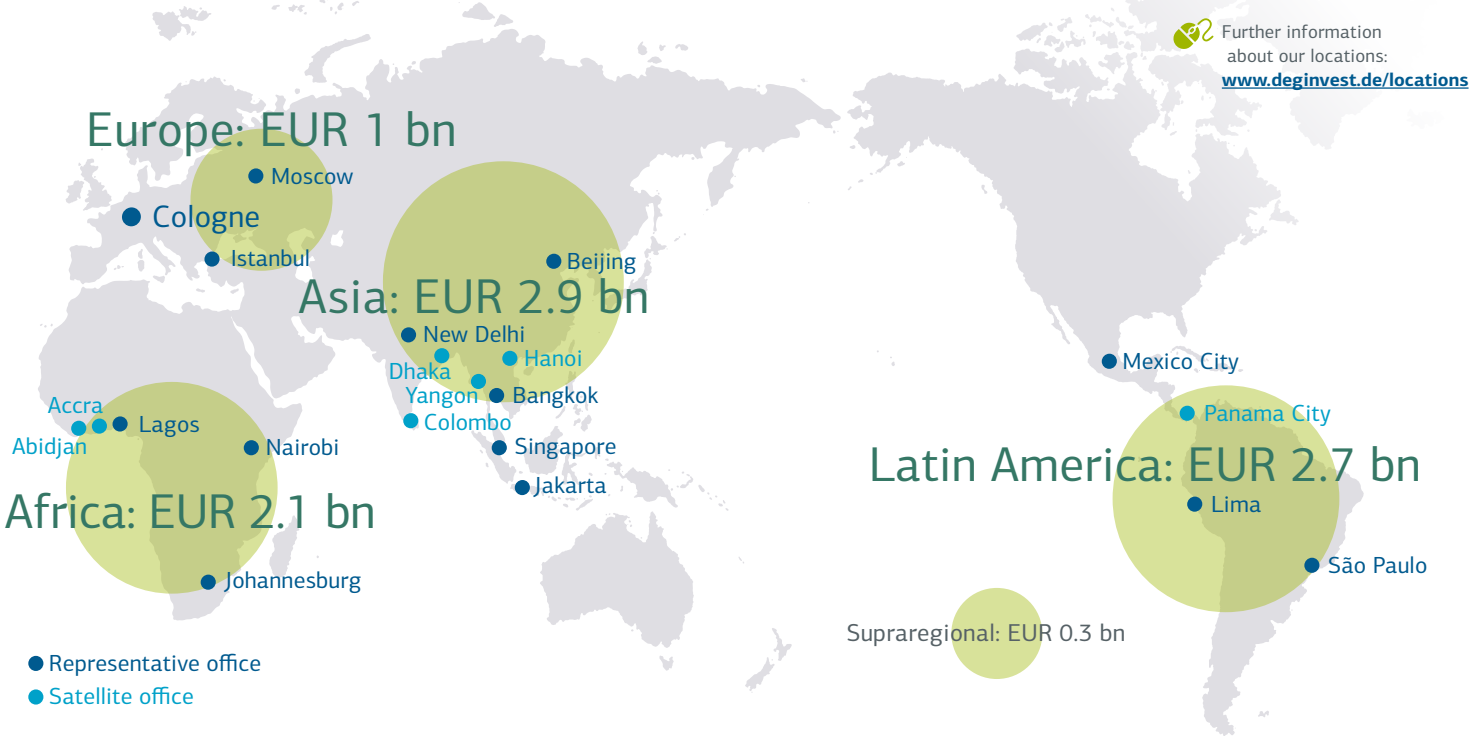 Further information
about our locations:
www.deginvest.de/locations
Europe: EUR 1 bn
Moscow
Cologne
Istanbul
Beijing
Asia: EUR 2.9 bn
New Delhi
Hanoi
Dhaka
Yangon
Bangkok
Colombo
Singapore
Jakarta
Accra
Lagos
Abidjan
Nairobi
Africa: EUR 2.1 bn
Johannesburg
Mexico City
Panama City
Latin America: EUR 2.7 bn
Lima
São Paulo
Supraregional: EUR 0.3 bn
Representative office
Satellite office